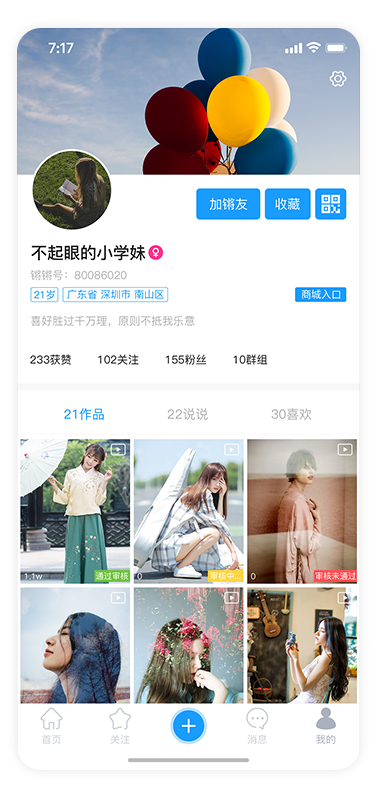 7:17
加锵友
收藏
不起眼的小学妹
锵锵号：80086020
21岁
广东省 深圳市 南山区
商城入口
喜好胜过千万理，原则不抵我乐意
233获赞
102关注
155粉丝
10群组
21作品
22说说
30喜欢
1.1w
通过审核
0
审核中...
0
审核未通过
首页
关注
消息
我的